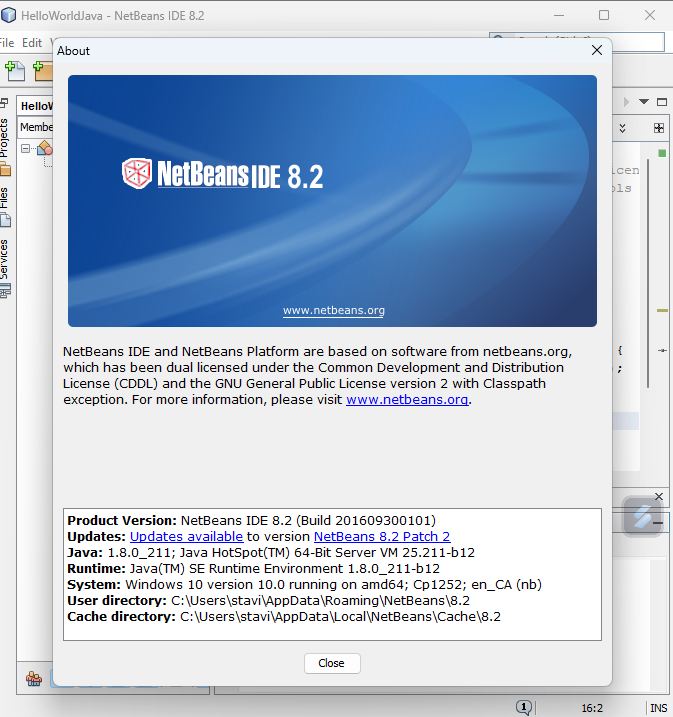 HelloWorldJava - NetBeans IDE 8.2
File Edit
About
HelloW
Membe
Projects
Files
Services
NetBeans IDE 8.2
www.netbeans.org
NetBeans IDE and NetBeans Platform are based on software from netbeans.org,
which has been dual licensed under the Common Development and Distribution
License (CDDL) and the GNU General Public License version 2 with Classpath
exception. For more information, please visit www.netbeans.org.
icen
ols
{
;
Product Version: NetBeans IDE 8.2 (Build 201609300101)
Updates: Updates available to version NetBeans 8.2 Patch 2
Java: 1.8.0_211; Java HotSpot(TM) 64-Bit Server VM 25.211-b12
Runtime: Java(TM) SE Runtime Environment 1.8.0_211-b12
System: Windows 10 version 10.0 running on amd64; Cp1252; en_CA (nb)
User directory: C:\Users\stavi\AppData\Roaming\NetBeans\8.2
Cache directory: C:\Users\stavi\AppData\Local\NetBeans\Cache\8.2
Close
1
16:2
INS